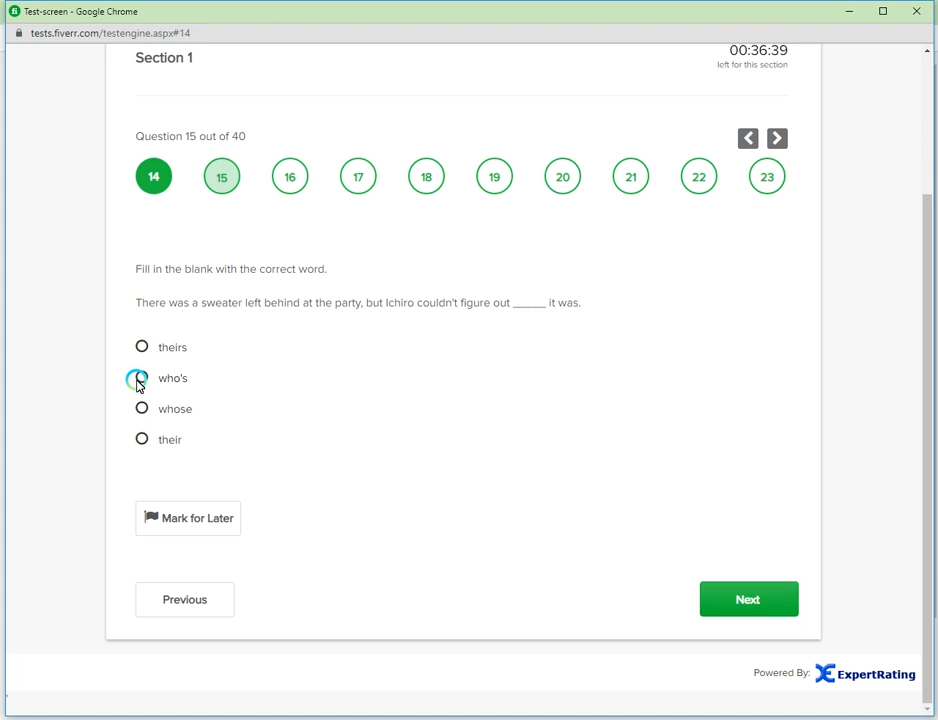 Test-screen - Google Chrome
tests.fiverr.com/testengine.aspx#14
Section 1
00:36:39
left for this section
Question 15 out of 40
14 15 16 17 18 19 20 21 22 23
Fill in the blank with the correct word.
There was a sweater left behind at the party, but Ichiro couldn't figure out _____ it was.
theirs
who's
whose
their
Mark for Later
Previous
Next
Powered By: ExpertRating